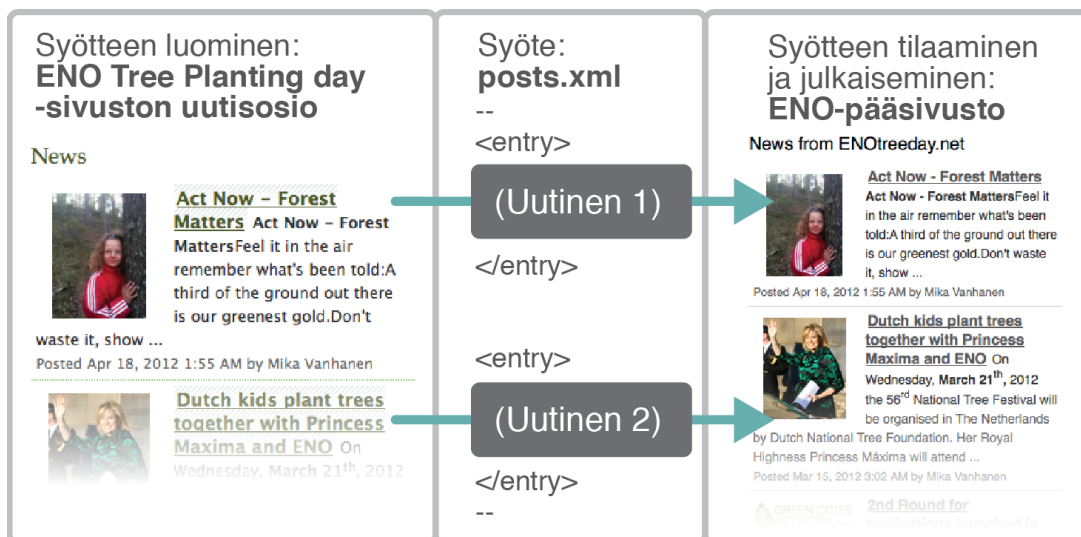 Syötteen luominen:
ENO Tree Planting day
-sivuston uutisosio
News
Act Now – Forest
Matters Act Now – Forest
MattersFeel it in the air
remember what's been told:A
third of the ground out there
is our greenest gold.Don't
waste it, show ...
Posted Apr 18, 2012 1:55 AM by Mika Vanhanen
Dutch kids plant trees
together with Princess
Maxima and ENO On
Wednesday, March 21th, 2012
Syöte:
posts.xml
--
<entry>
(Uutinen 1)
</entry>
<entry>
(Uutinen 2)
</entry>
--
Syötteen tilaaminen
ja julkaiseminen:
ENO-pääsivusto
News from ENOtreeday.net
Act Now - Forest Matters
Act Now - Forest MattersFeel it
in the air remember what's been
told:A third of the ground out there
is our greenest gold.Don't waste
it, show ...
Posted Apr 18, 2012 1:55 AM by Mika Vanhanen
Dutch kids plant trees
together with Princess
Maxima and ENO On
Wednesday, March 21th, 2012
the 56rd National Tree Festival will
be organised in The Netherlands
by Dutch National Tree Foundation. Her Royal
Highness Princess Máxima will attend ...
Posted Mar 15, 2012 3:02 AM by Mika Vanhanen
GREEN CITIES
NETWORK
2nd Round for
applications launched in